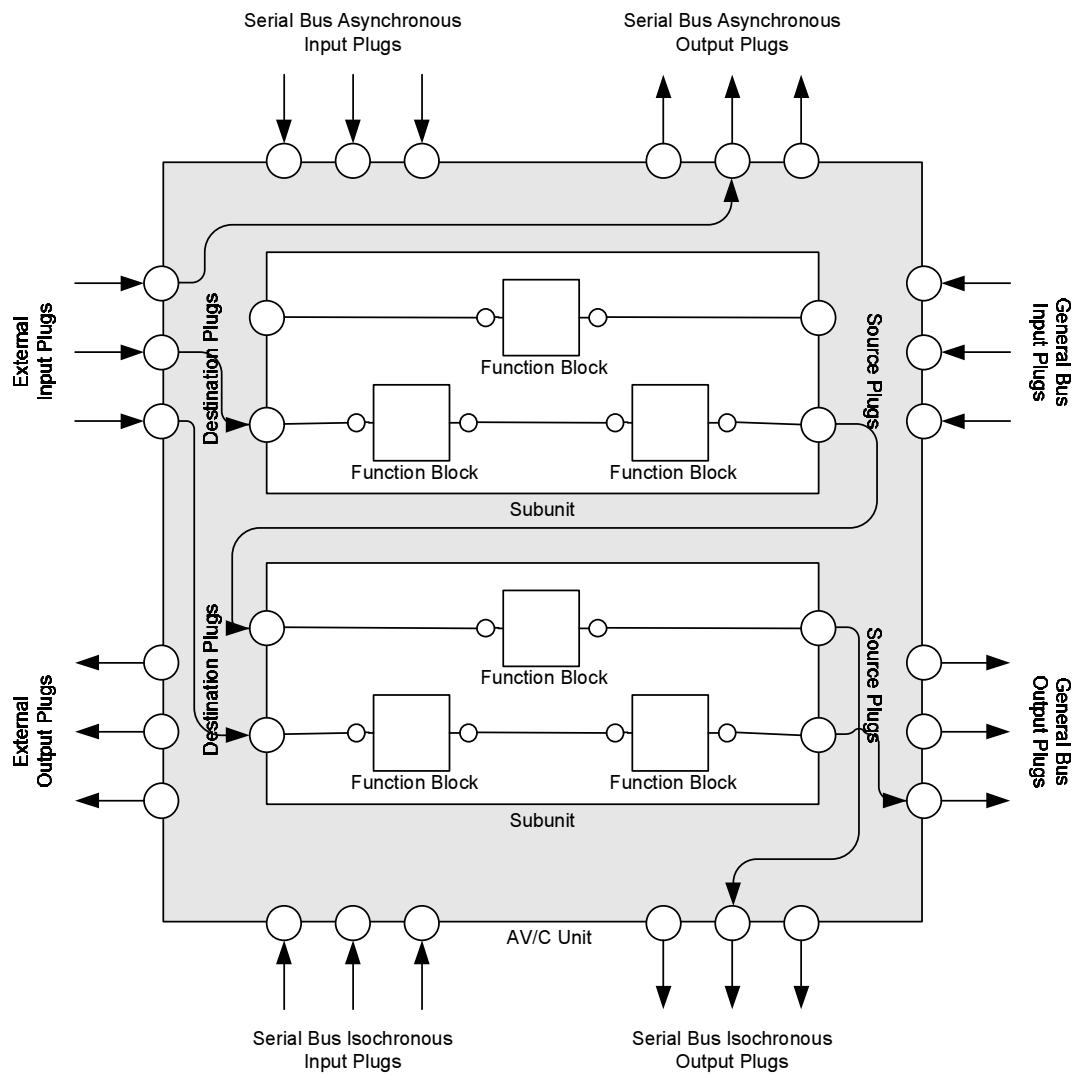 Serial Bus Asynchronous
Input Plugs
Serial Bus Asynchronous
Output Plugs
External
Input Plugs
Destination Plugs
Function Block
Source Plugs
General Bus
Input Plugs
Function Block
Function Block
Subunit
External
Output Plugs
Destination Plugs
Function Block
Source Plugs
General Bus
Output Plugs
Function Block
Function Block
Subunit
AV/C Unit
Serial Bus Isochronous
Input Plugs
Serial Bus Isochronous
Output Plugs